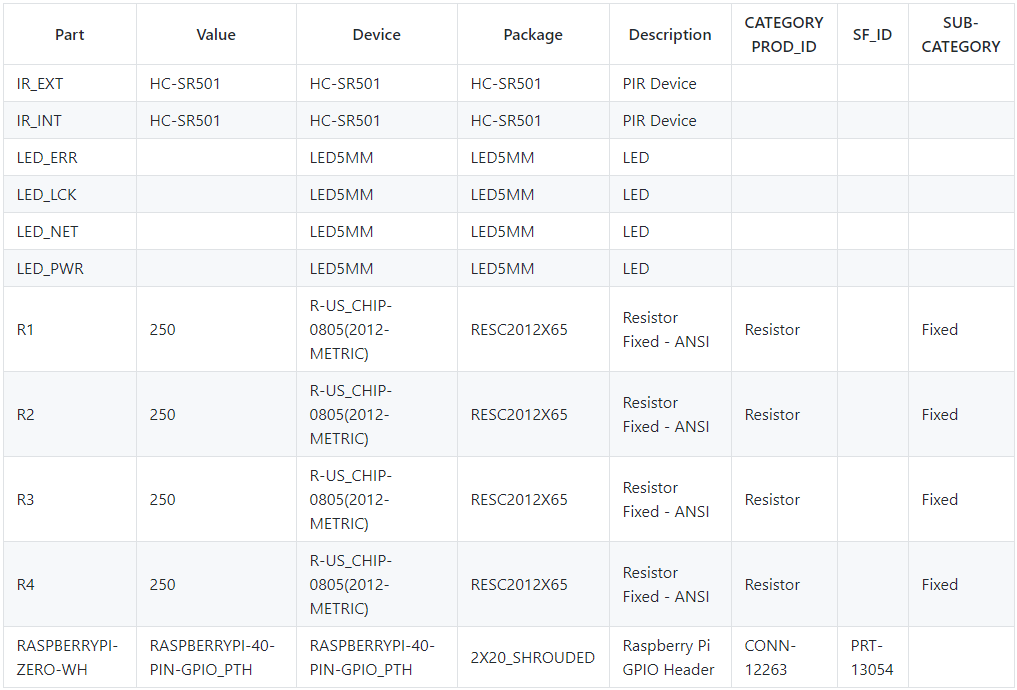 Part Value Device Package Description CATEGORY PROD_ID SF_ID SUB-CATEGORY
IR_EXT HC-SR501 HC-SR501 HC-SR501 PIR Device
IR_INT HC-SR501 HC-SR501 HC-SR501 PIR Device
LED_ERR LED5MM LED5MM LED
LED_LCK LED5MM LED5MM LED
LED_NET LED5MM LED5MM LED
LED_PWR LED5MM LED5MM LED
R1 250 R-US_CHIP-0805(2012-METRIC) RESC2012X65 Resistor Fixed - ANSI Resistor Fixed
R2 250 R-US_CHIP-0805(2012-METRIC) RESC2012X65 Resistor Fixed - ANSI Resistor Fixed
R3 250 R-US_CHIP-0805(2012-METRIC) RESC2012X65 Resistor Fixed - ANSI Resistor Fixed
R4 250 R-US_CHIP-0805(2012-METRIC) RESC2012X65 Resistor Fixed - ANSI Resistor Fixed
RASPBERRYPI-ZERO-WH RASPBERRYPI-40-PIN-GPIO_PTH RASPBERRYPI-40-PIN-GPIO_PTH 2X20_SHROUDED Raspberry Pi GPIO Header CONN-12263 PRT-13054